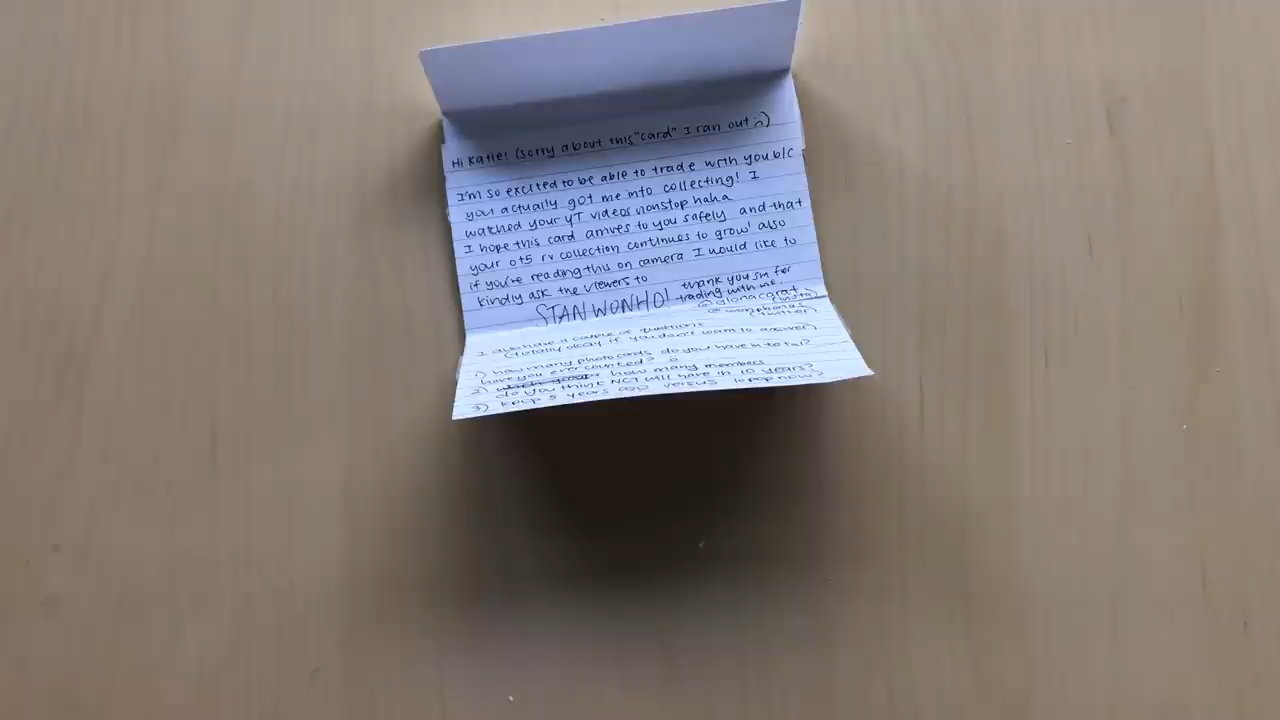 Hi Katie! (sorry about this "card" I ran out :()
I'm so excited to be able to trade with you b/c
you actually got me into collecting! I
watched your YT videos nonstop haha
I hope this card arrives to you safely and that
your ot5 rv collection continues to grow! also
if you're reading this on camera I would like to
kindly ask the viewers to
STAN WONHO!
thank you sm for
trading with me.
(insta)
(twitter)
I also have a couple of questions
(totally okay if you don't want to answer)
1) how many photocards do you have in total?
have you ever counted?
2) how many members
do you think NCT will have in 10 years?
3) kpop 5 years ago versus kpop now?